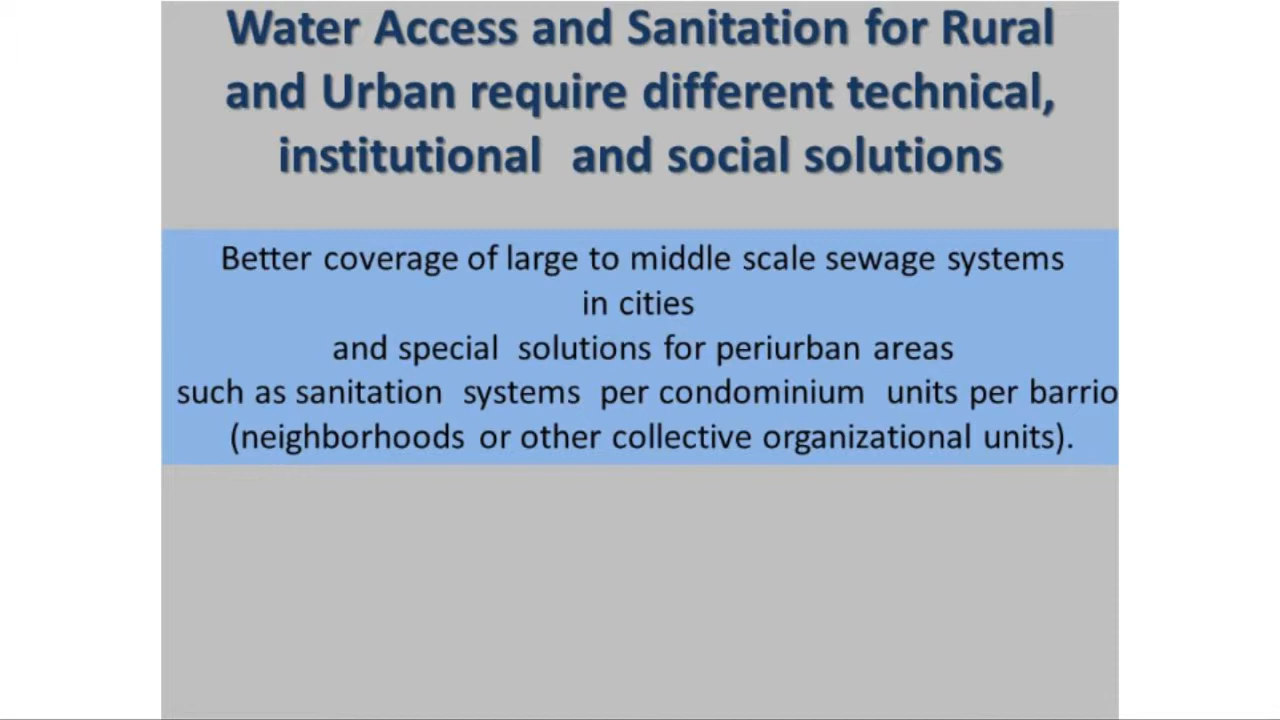 Water Access and Sanitation for Rural
and Urban require different technical,
institutional and social solutions
Better coverage of large to middle scale sewage systems
in cities
and special solutions for periurban areas
such as sanitation systems per condominium units per barrio
(neighborhoods or other collective organizational units).